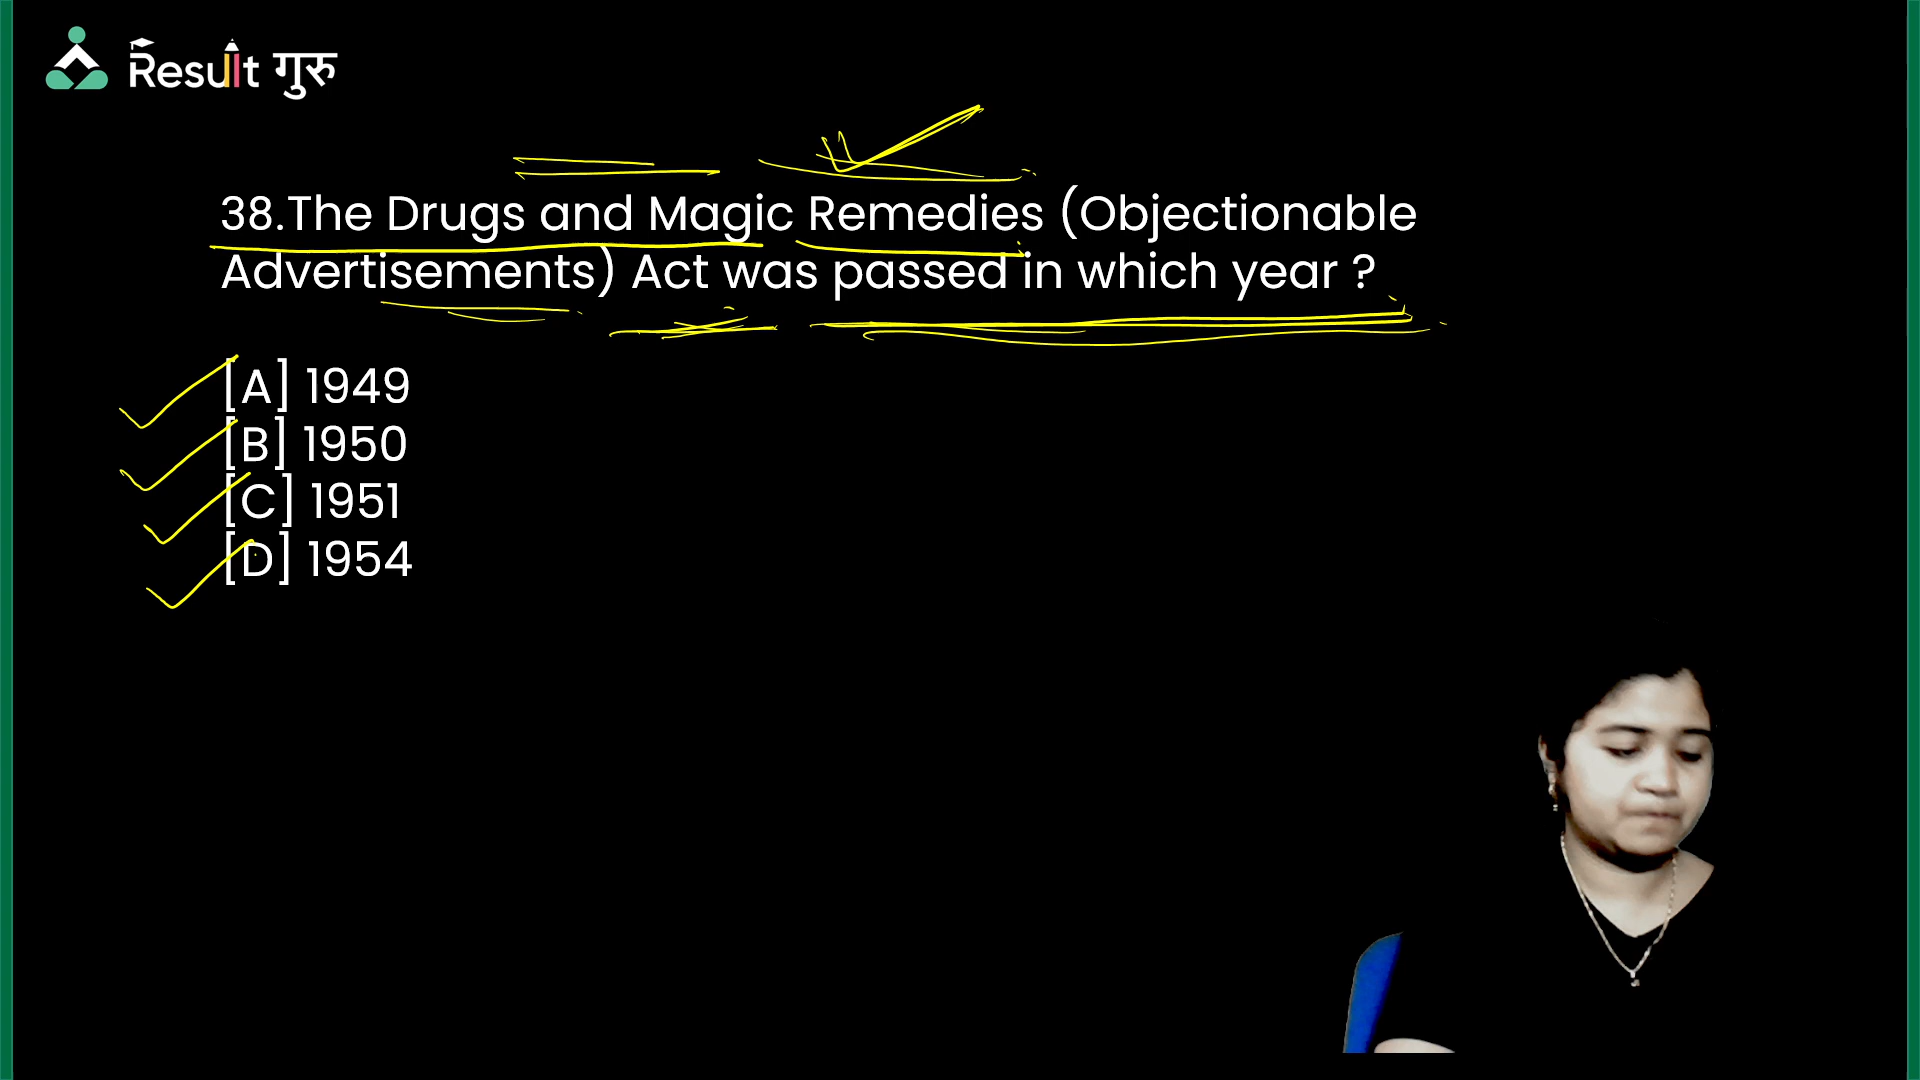 Result गुरु
38.The Drugs and Magic Remedies (Objectionable
Advertisements) Act was passed in which year ?
[A] 1949
[B] 1950
[C] 1951
[D] 1954